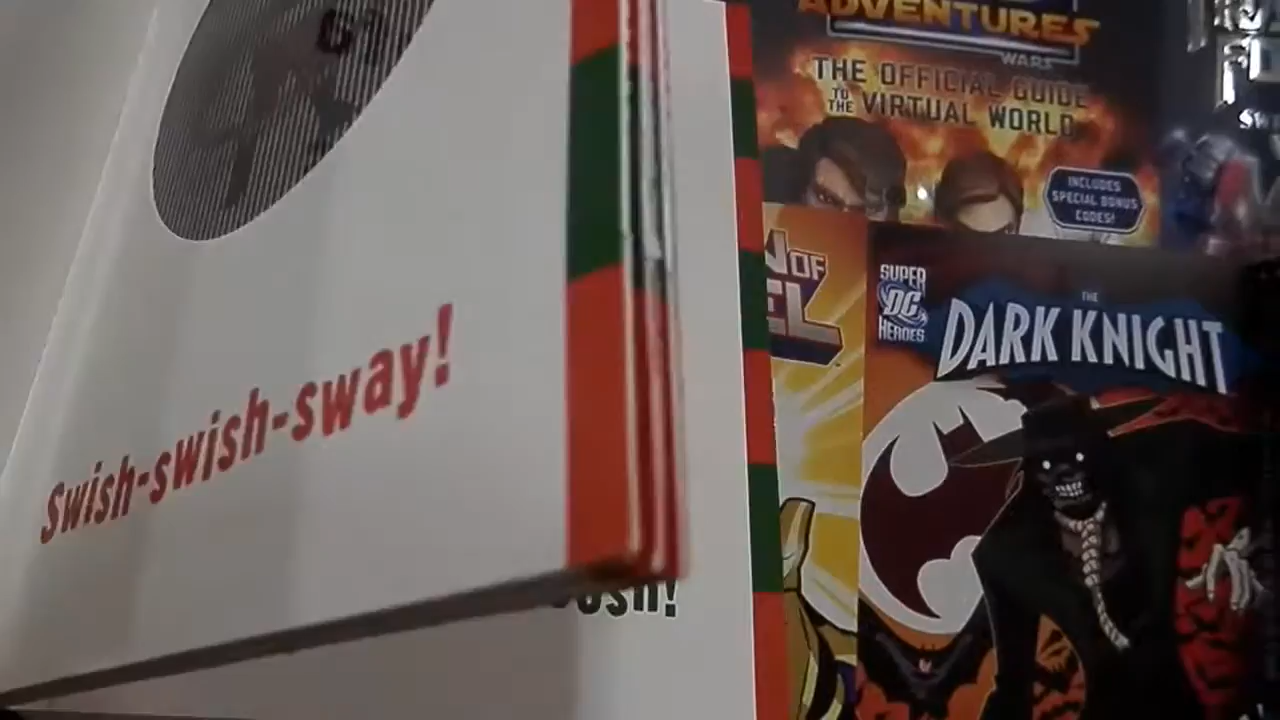 Swish-swish-sway!
ADVENTURES
WARS
THE OFFICIAL GUIDE
TO THE VIRTUAL WORLD
INCLUDES
SPECIAL BONUS
CODES!
OF
SUPER
DC
HEROES
THE
DARK KNIGHT